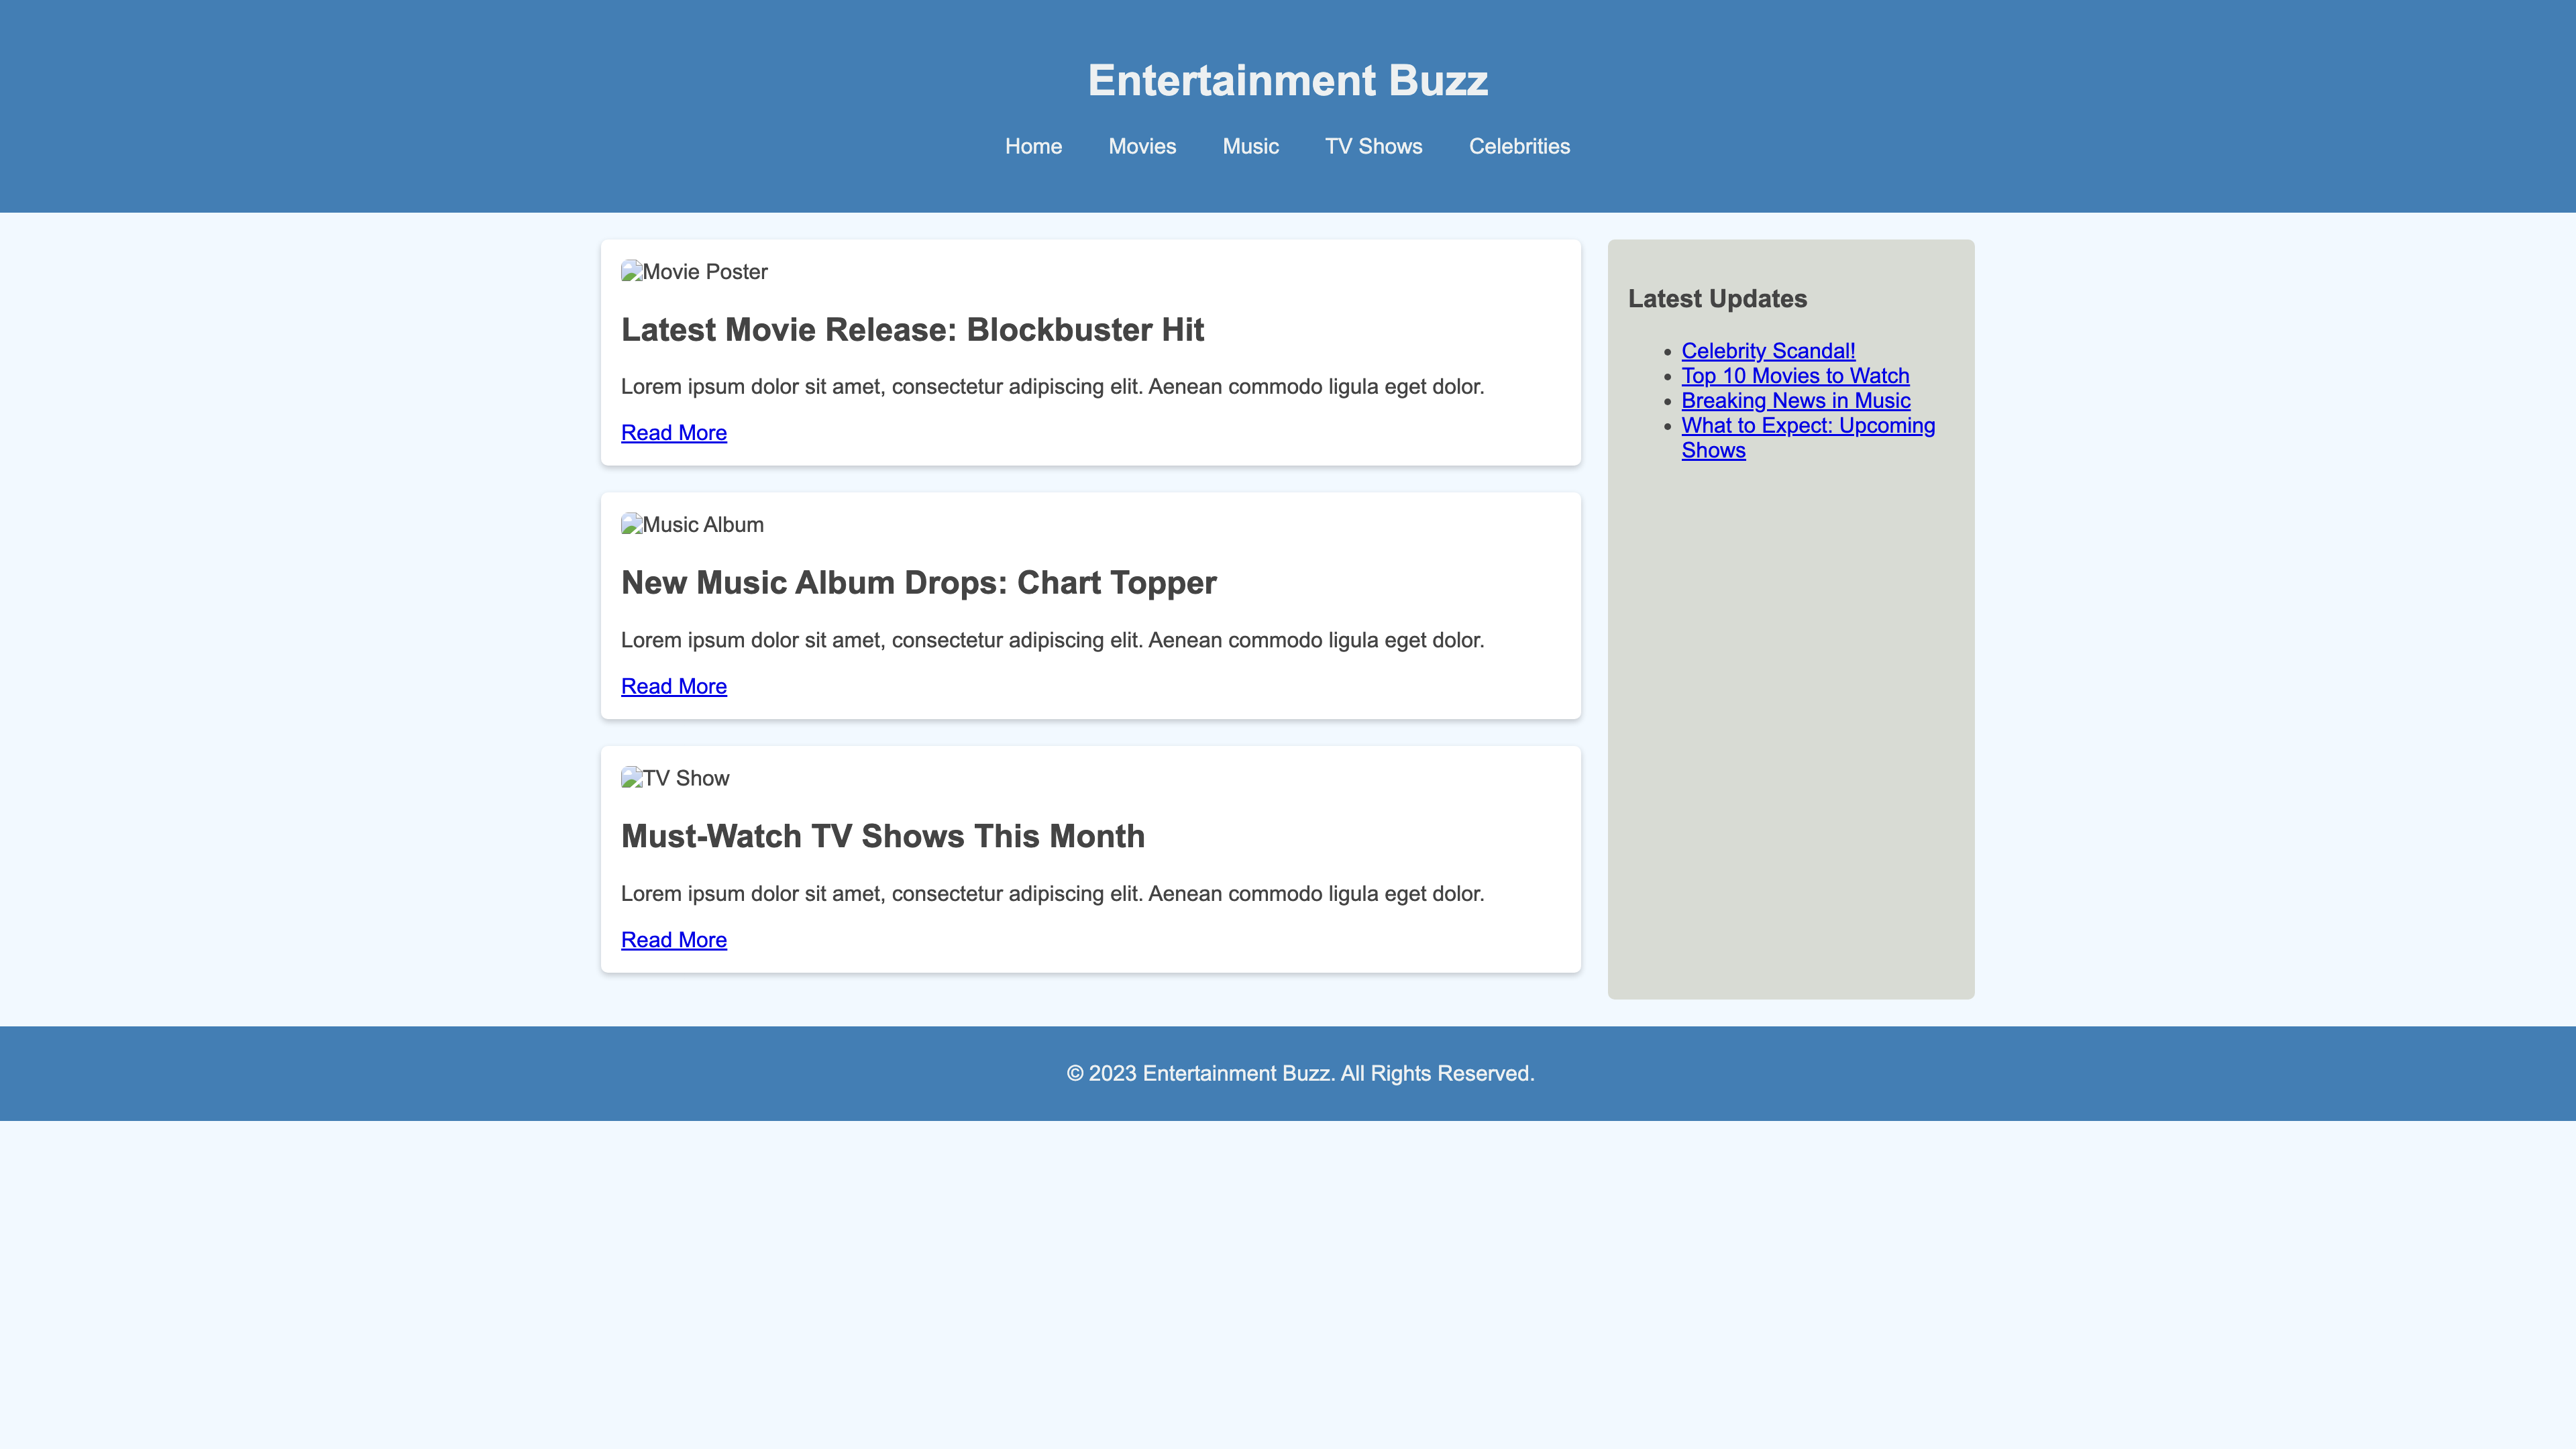 Entertainment Buzz
Home Movies Music TV Shows Celebrities
Movie Poster
Latest Movie Release: Blockbuster Hit
Lorem ipsum dolor sit amet, consectetur adipiscing elit. Aenean commodo ligula eget dolor.
Read More
Music Album
New Music Album Drops: Chart Topper
Lorem ipsum dolor sit amet, consectetur adipiscing elit. Aenean commodo ligula eget dolor.
Read More
TV Show
Must-Watch TV Shows This Month
Lorem ipsum dolor sit amet, consectetur adipiscing elit. Aenean commodo ligula eget dolor.
Read More
Latest Updates
Celebrity Scandal!
Top 10 Movies to Watch
Breaking News in Music
What to Expect: Upcoming
Shows
© 2023 Entertainment Buzz. All Rights Reserved.